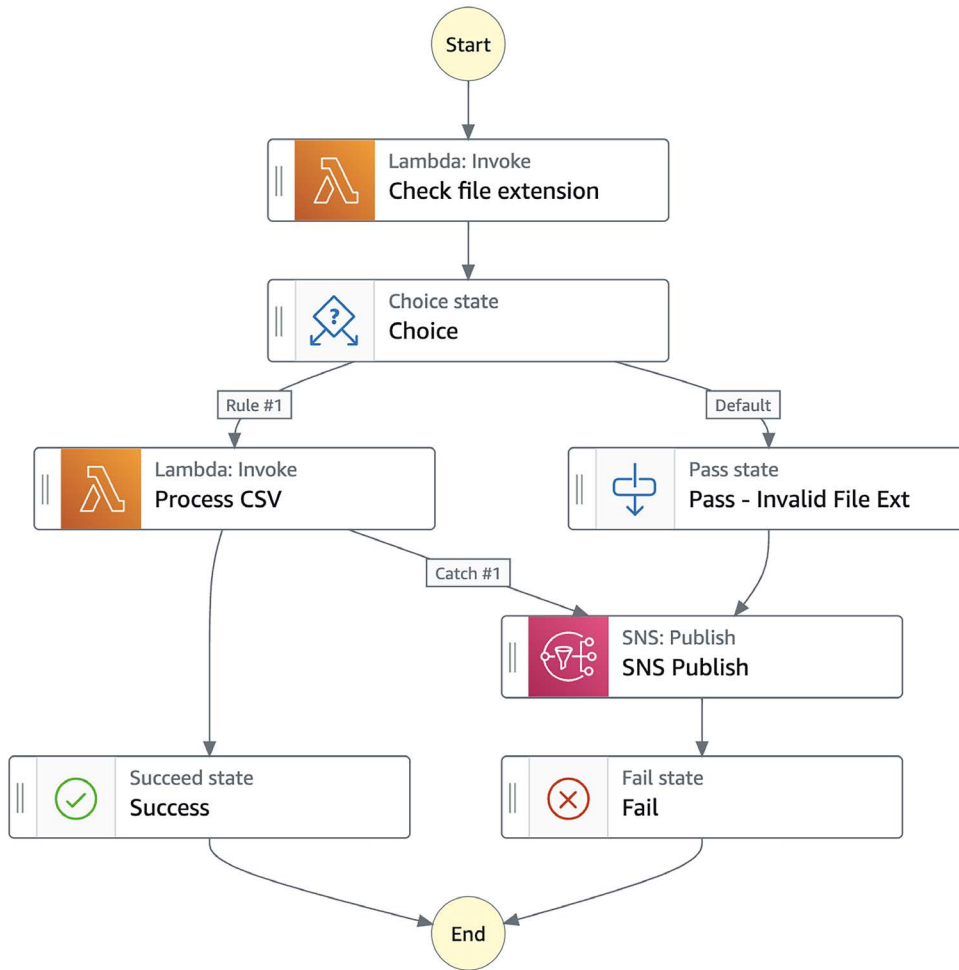 Start
Lambda: Invoke
Check file extension
Choice state
?
Choice
Rule #1
Default
Lambda: Invoke
Process CSV
Pass state
Pass - Invalid File Ext
Catch #1
SNS: Publish
SNS Publish
Succeed state
Success
Fail state
Fail
End